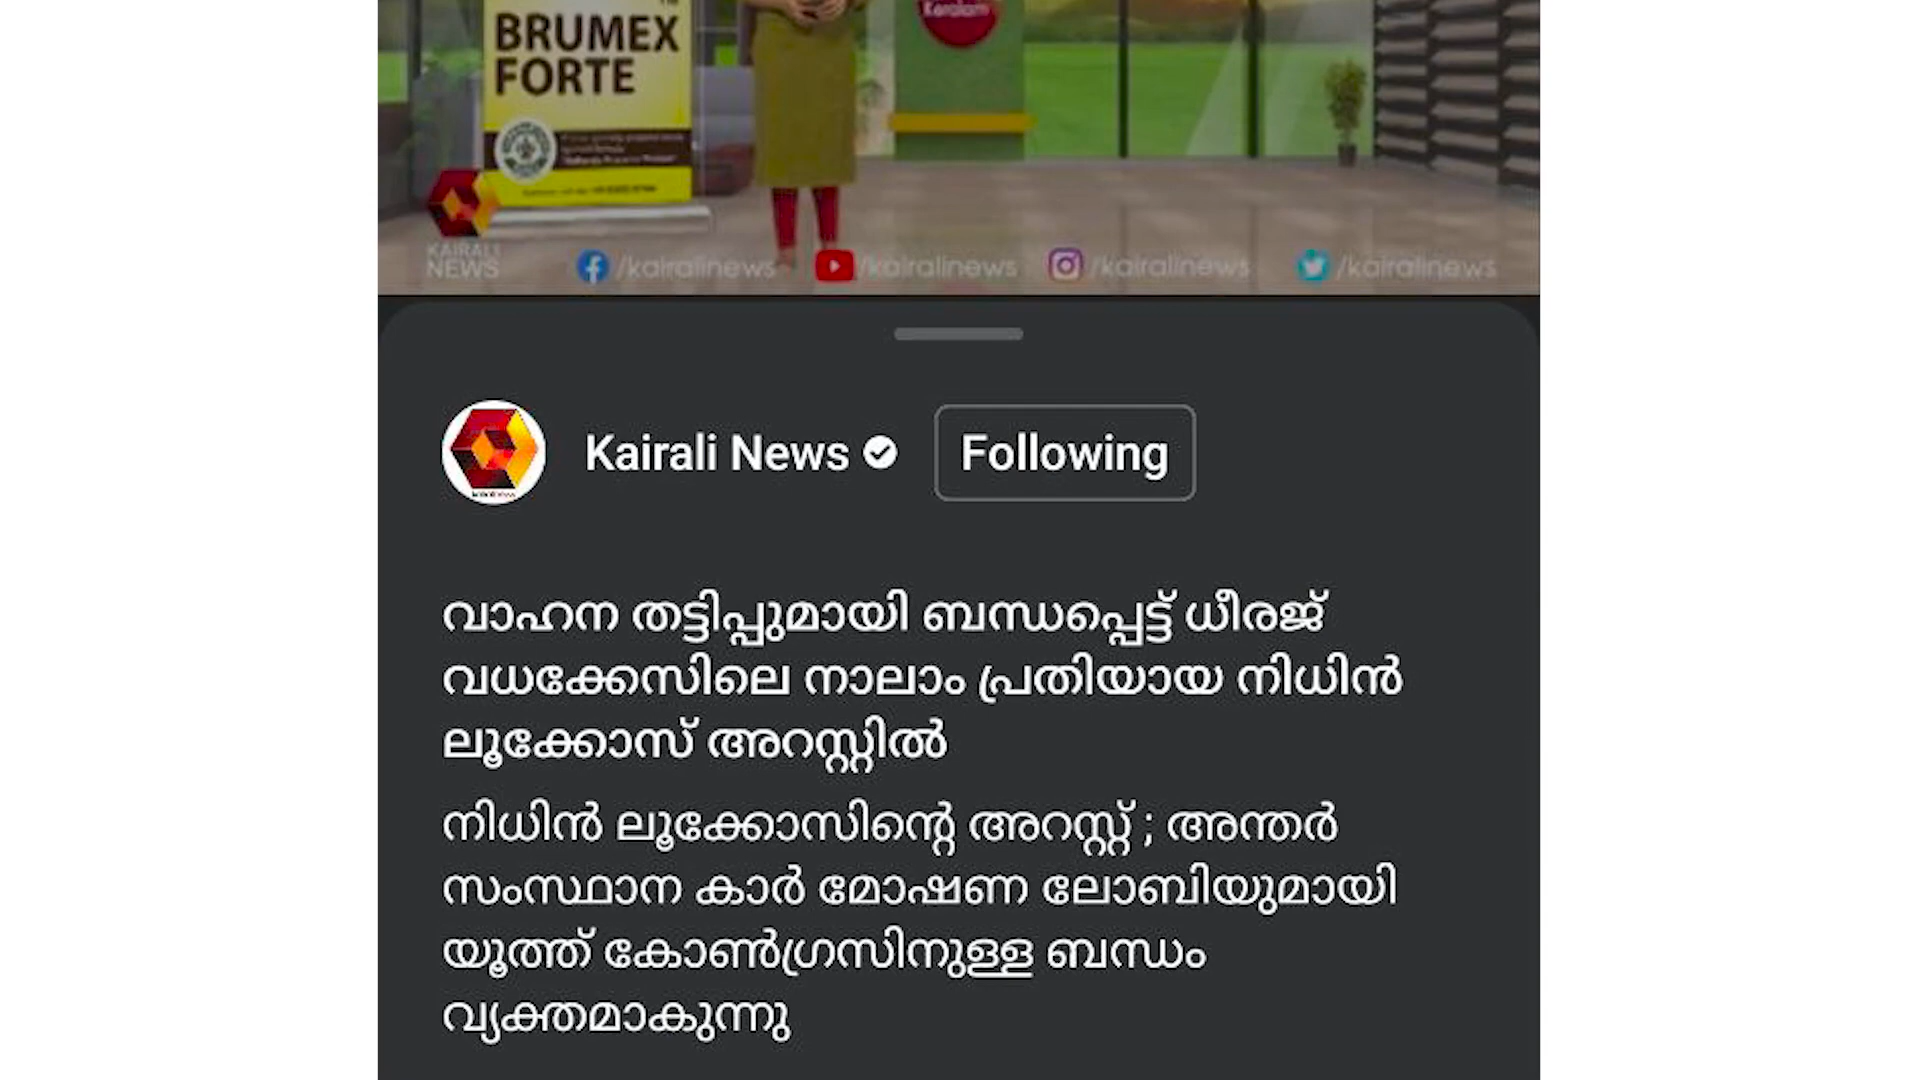 BRUMEX
FORTE
Keralam
KAIRALI
NEWS
/kairalinews
/kairalinews
/kairalinews
/kairalinews
Kairali News
Following
വാഹന തട്ടിപ്പുമായി ബന്ധപ്പെട്ട് ധീരജ്
വധക്കേസിലെ നാലാം പ്രതിയായ നിധിൻ
ലൂക്കോസ് അറസ്റ്റിൽ
നിധിൻ ലൂക്കോസിന്റെ അറസ്റ്റ് ; അന്തർ
സംസ്ഥാന കാർ മോഷണ ലോബിയുമായി
യൂത്ത് കോൺഗ്രസിനുള്ള ബന്ധം
വ്യക്തമാകുന്നു